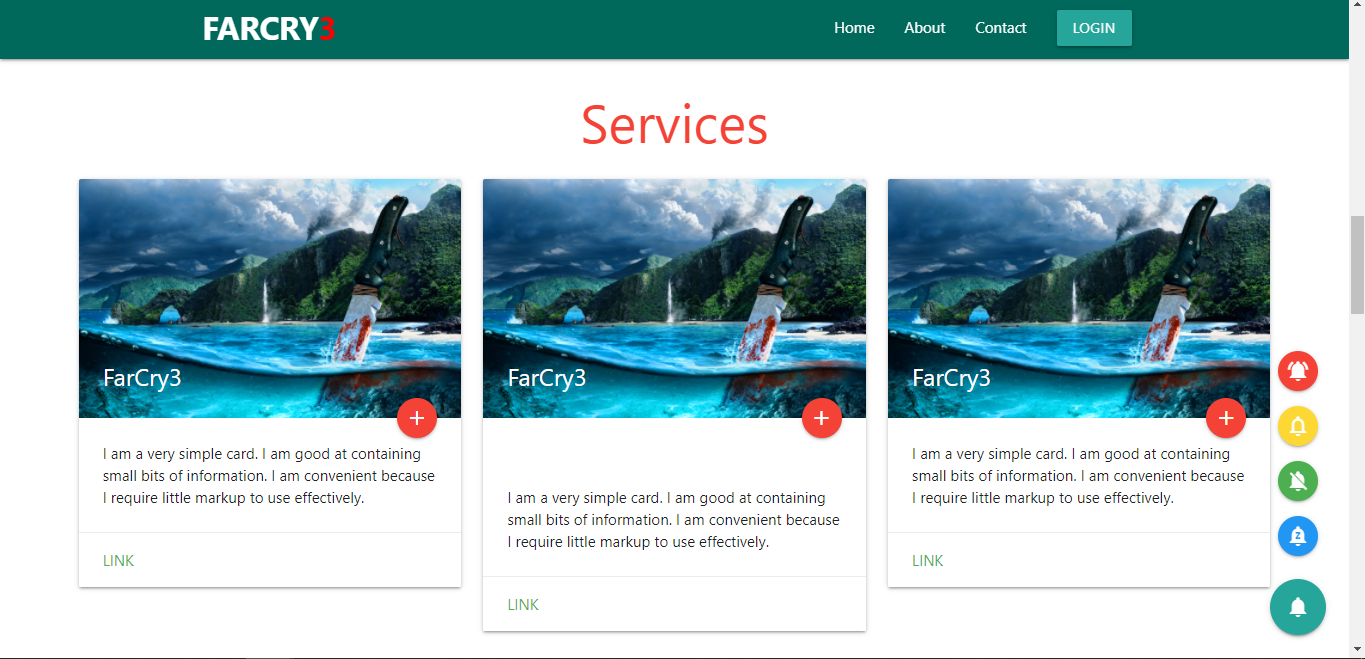 FARCRY3
Home About Contact LOGIN
Services
FarCry3
I am a very simple card. I am good at containing
small bits of information. I am convenient because
I require little markup to use effectively.
LINK
FarCry3
I am a very simple card. I am good at containing
small bits of information. I am convenient because
I require little markup to use effectively.
LINK
FarCry3
I am a very simple card. I am good at containing
small bits of information. I am convenient because
I require little markup to use effectively.
LINK